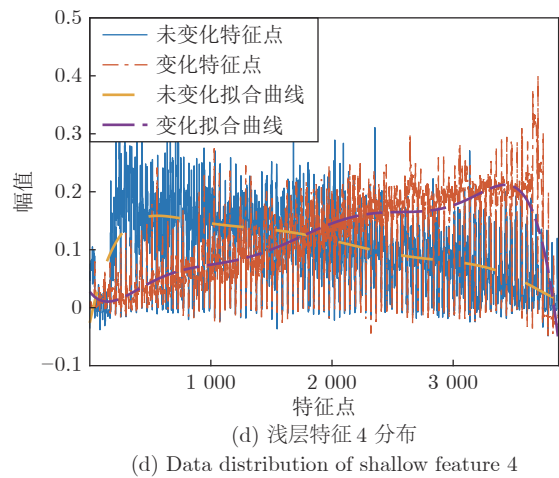 0.5
未变化特征点
变化特征点
未变化拟合曲线
变化拟合曲线
0.4
0.3
0.2
0.1
0
−0.1
幅值
1 000
2 000
3 000
特征点
(d) 浅层特征 4 分布
(d) Data distribution of shallow feature 4